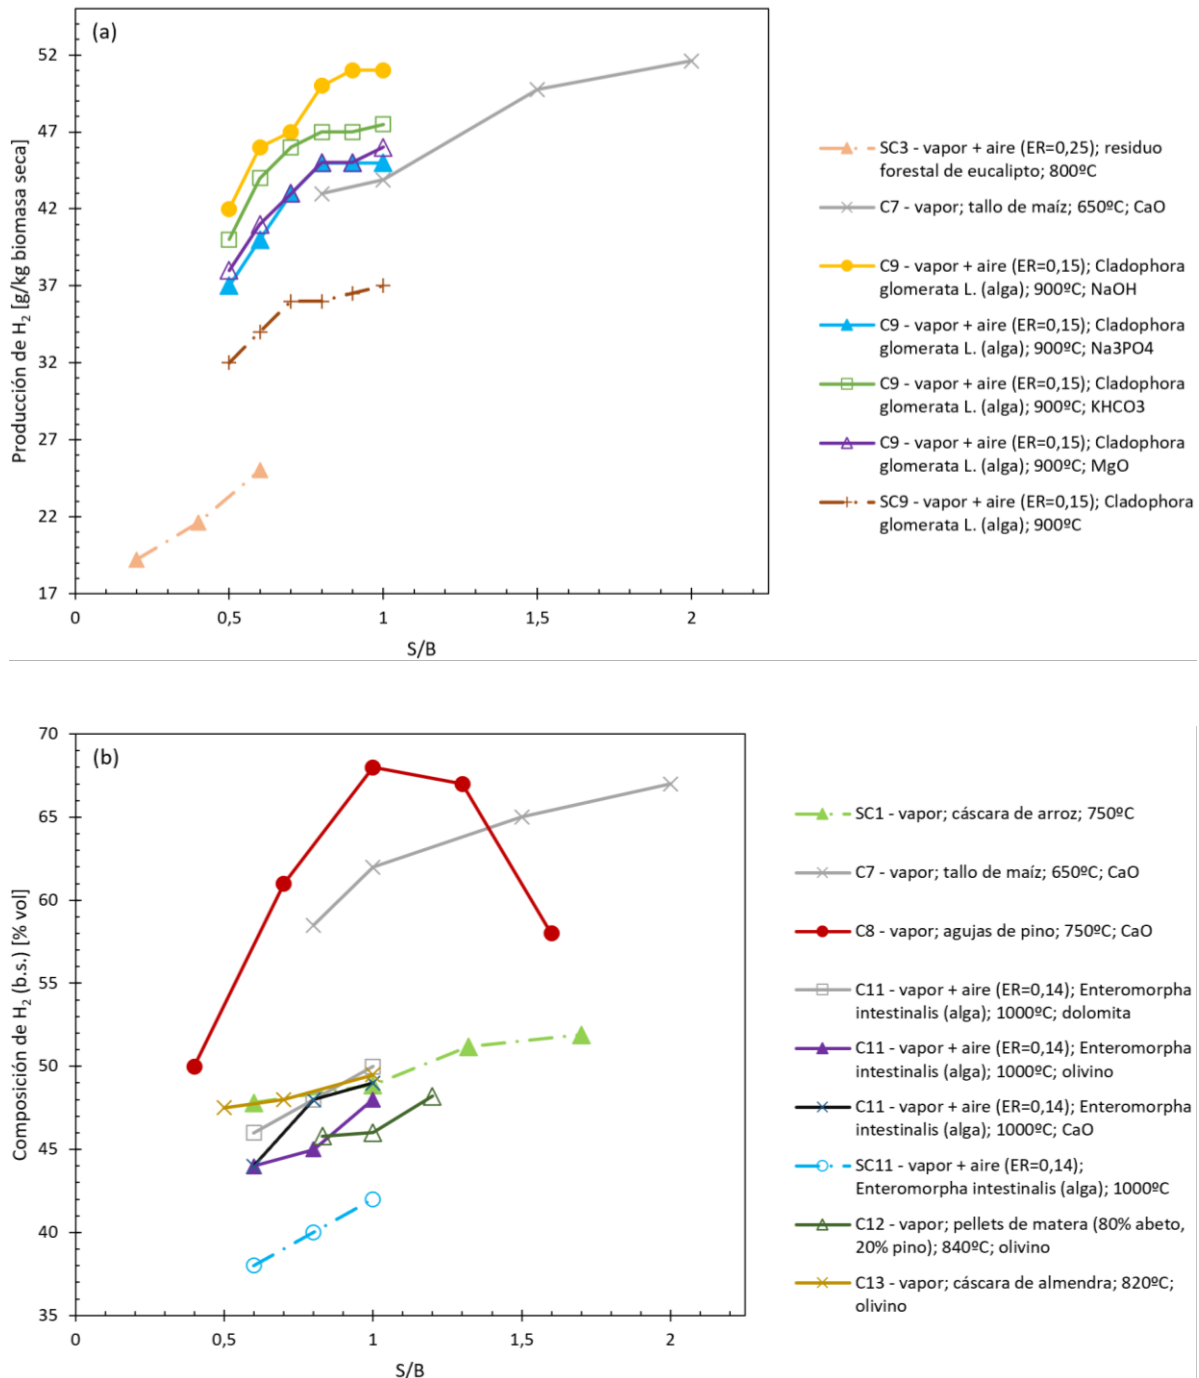 (a)
52
47
42
37
32
27
22
17
0
0,5
1
1,5
2
Producción de H2 [g/kg biomasa seca]
S/B
SC3 - vapor + aire (ER=0,25); residuo
forestal de eucalipto; 800ºC
C7 - vapor; tallo de maíz; 650ºC; CaO
C9 - vapor + aire (ER=0,15); Cladophora
glomerata L. (alga); 900ºC; NaOH
C9 - vapor + aire (ER=0,15); Cladophora
glomerata L. (alga); 900ºC; Na3PO4
C9 - vapor + aire (ER=0,15); Cladophora
glomerata L. (alga); 900ºC; KHCO3
C9 - vapor + aire (ER=0,15); Cladophora
glomerata L. (alga); 900ºC; MgO
SC9 - vapor + aire (ER=0,15); Cladophora
glomerata L. (alga); 900ºC
(b)
70
65
60
55
50
45
40
35
0
0,5
1
1,5
2
Composición de H2 (b.s.) [% vol]
S/B
SC1 - vapor; cáscara de arroz; 750ºC
C7 - vapor; tallo de maíz; 650ºC; CaO
C8 - vapor; agujas de pino; 750ºC; CaO
C11 - vapor + aire (ER=0,14); Enteromorpha
intestinalis (alga); 1000ºC; dolomita
C11 - vapor + aire (ER=0,14); Enteromorpha
intestinalis (alga); 1000ºC; olivino
C11 - vapor + aire (ER=0,14); Enteromorpha
intestinalis (alga); 1000ºC; CaO
SC11 - vapor + aire (ER=0,14);
Enteromorpha intestinalis (alga); 1000ºC
C12 - vapor; pellets de matera (80% abeto,
20% pino); 840ºC; olivino
C13 - vapor; cáscara de almendra; 820ºC;
olivino